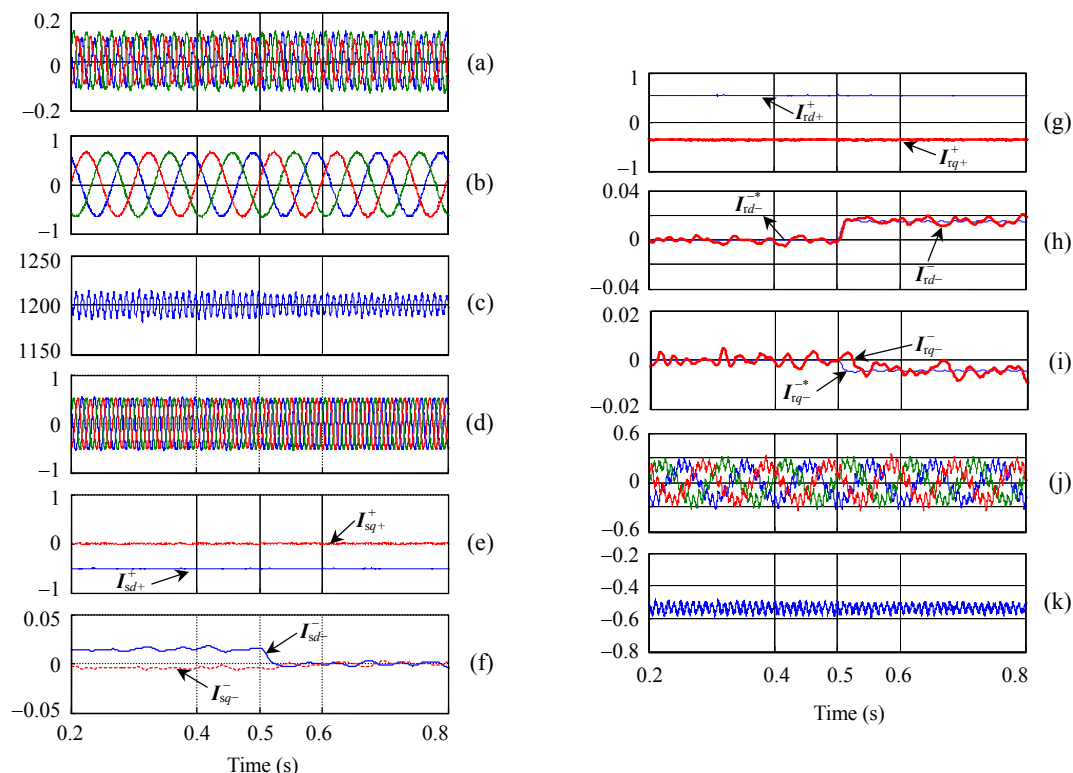 0.2
0
−0.2
(a)
1
0
−1
(b)
1250
1200
1150
(c)
1
0
−1
(d)
1
0
−1
I⁺sq+
I⁺sd+
(e)
0.05
0
−0.05
I⁻sd−
I⁻sq−
(f)
0.2 0.4 0.5 0.6 0.8
Time (s)
1
0
−1
I⁺rd+
I⁺rq+
(g)
0.04
0
−0.04
I⁻*rd−
I⁻rd−
(h)
0.02
0
−0.02
I⁻rq−
I⁻*rq−
(i)
0.6
0
−0.6
(j)
−0.2
−0.4
−0.6
−0.8
(k)
0.2 0.4 0.5 0.6 0.8
Time (s)